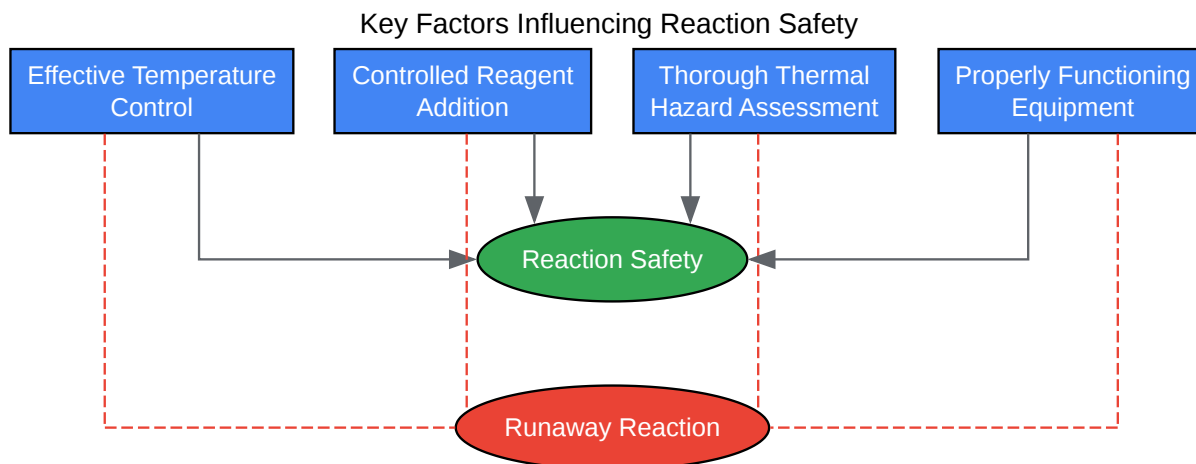 Key Factors Influencing Reaction Safety
Effective Temperature
Control
Controlled Reagent
Addition
Thorough Thermal
Hazard Assessment
Properly Functioning
Equipment
Reaction Safety
Runaway Reaction